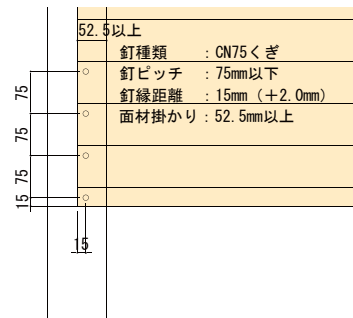 52.5以上
釘種類　：CN75くぎ
釘ピッチ　：75mm以下
釘縁距離　：15mm（＋2.0mm）
面材掛かり：52.5mm以上
75
75
75
15
15